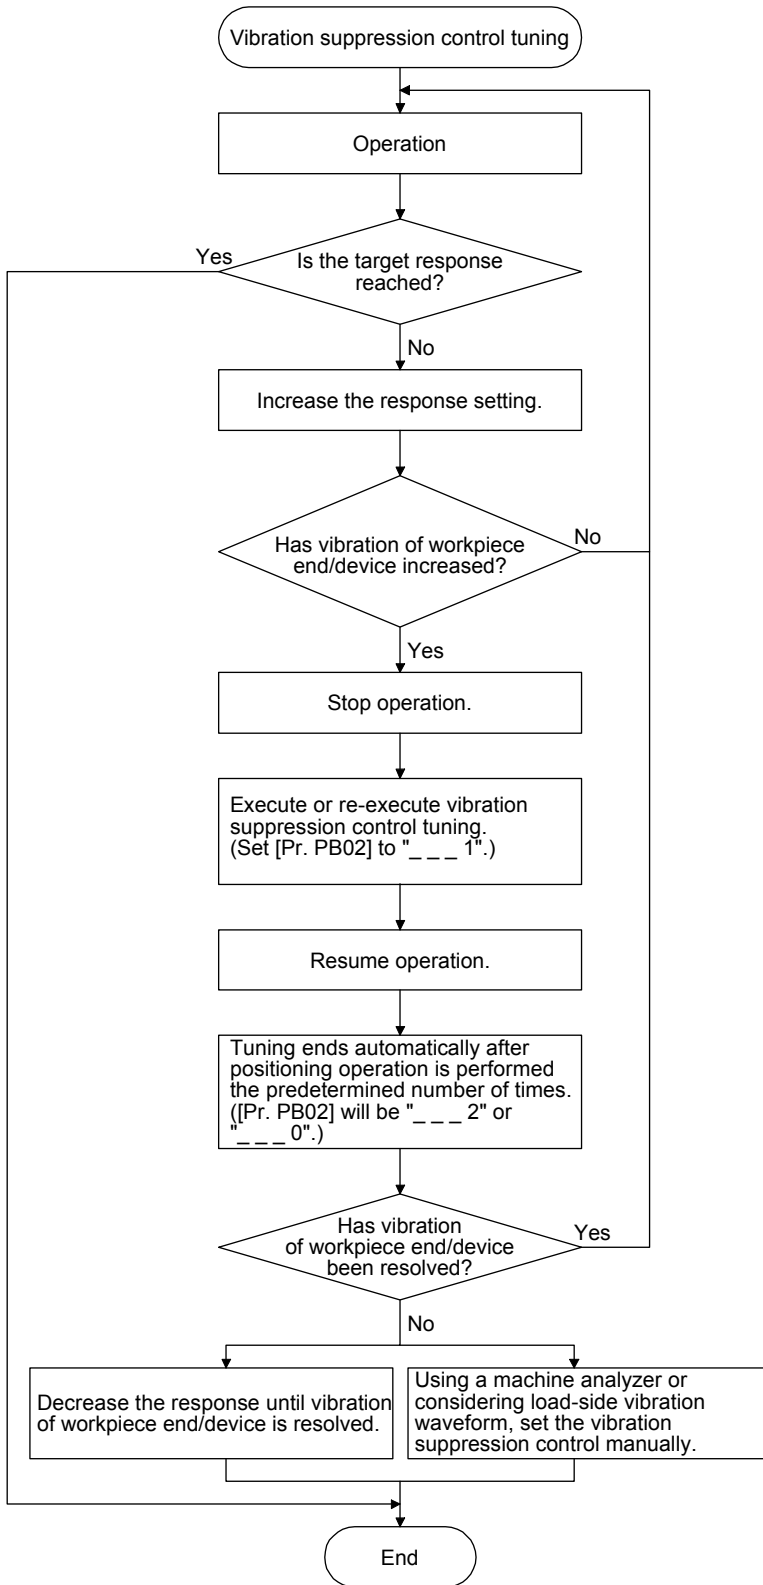 Vibration suppression control tuning
Operation
Yes
Is the target response
reached?
No
Increase the response setting.
Has vibration of workpiece
end/device increased?
No
Yes
Stop operation.
Execute or re-execute vibration
suppression control tuning.
(Set [Pr. PB02] to "_ _ _ 1".)
Resume operation.
Tuning ends automatically after
positioning operation is performed
the predetermined number of times.
([Pr. PB02] will be "_ _ _ 2" or
"_ _ _ 0".)
Has vibration
of workpiece end/device
been resolved?
Yes
No
Decrease the response until vibration
of workpiece end/device is resolved.
Using a machine analyzer or
considering load-side vibration
waveform, set the vibration
suppression control manually.
End